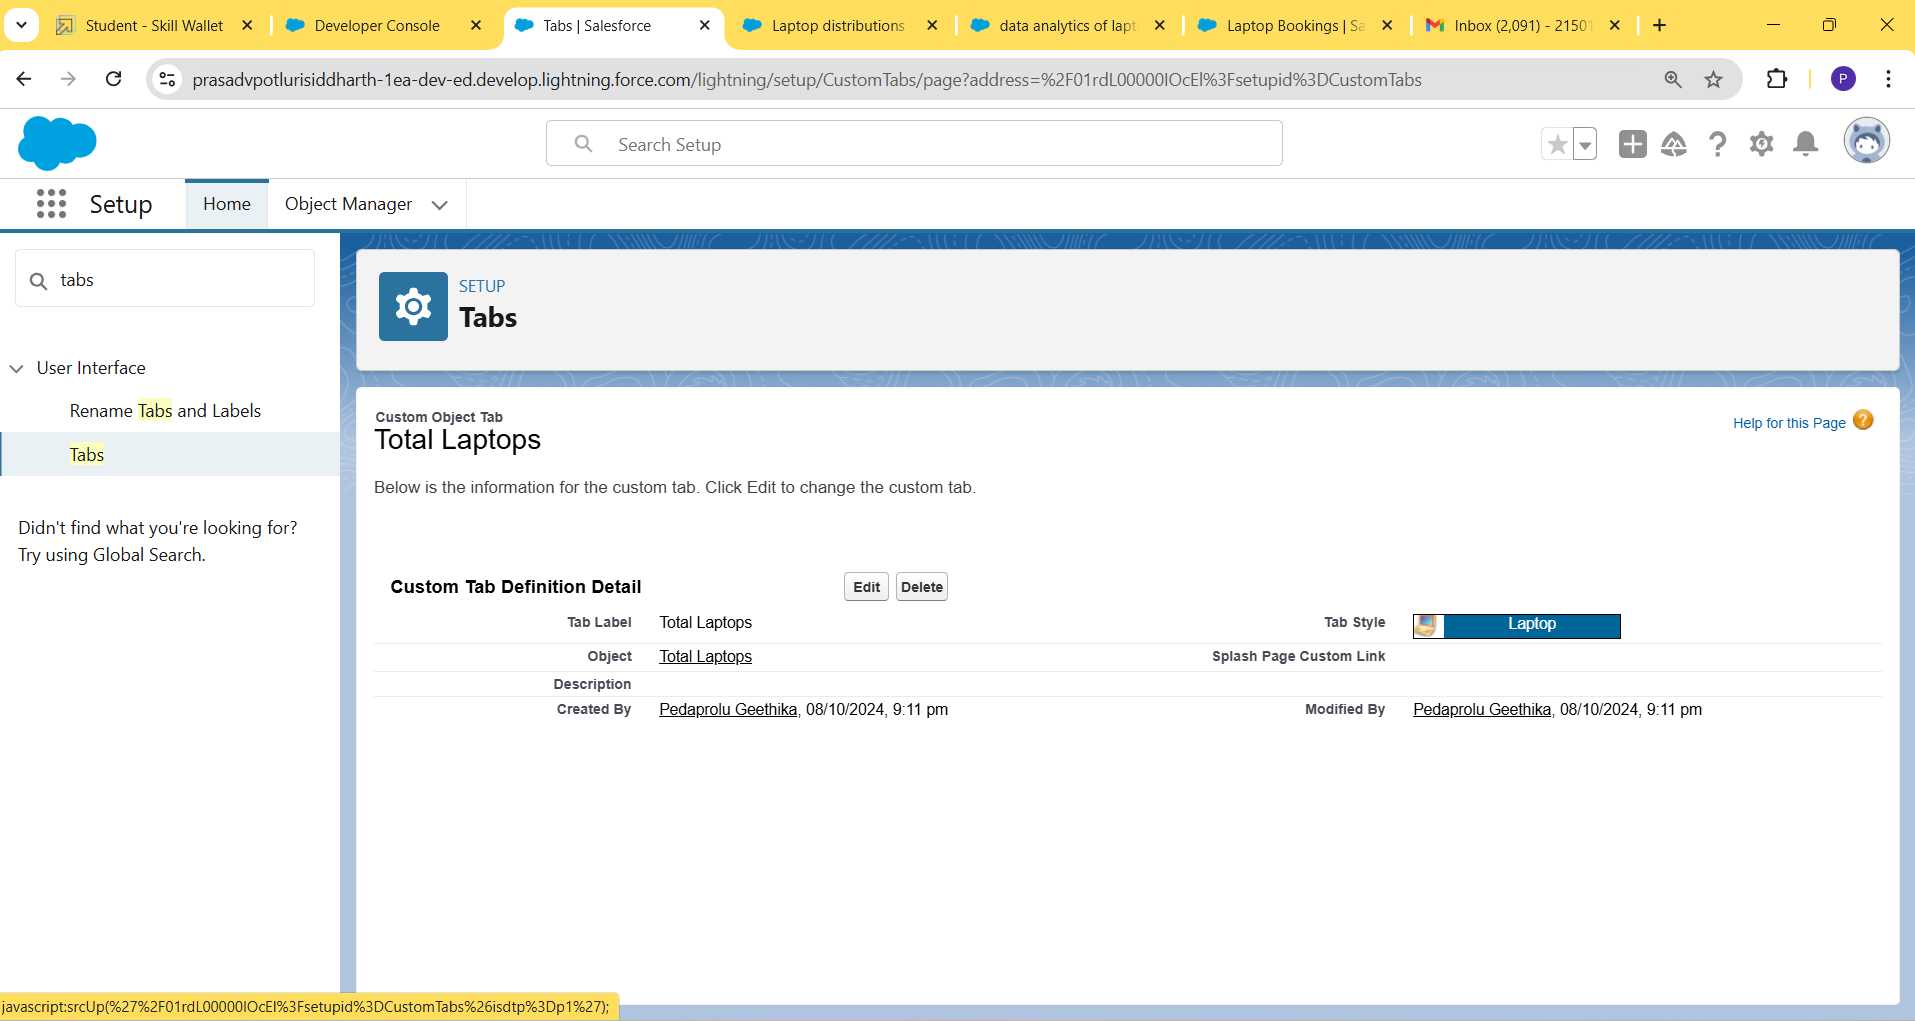 Student - Skill Wallet
Developer Console
Tabs | Salesforce
Laptop distributions
data analytics of lapt
Laptop Bookings | Sa
Inbox (2,091) - 21501
prasadvpotlurisiddharth-1ea-dev-ed.develop.lightning.force.com/lightning/setup/CustomTabs/page?address=%2F01rdL00000IOcEl%3Fsetupid%3DCustomTabs
P
Search Setup
Setup
Home
Object Manager
tabs
User Interface
Rename Tabs and Labels
Tabs
Didn't find what you're looking for?
Try using Global Search.
SETUP
Tabs
Custom Object Tab
Total Laptops
Help for this Page
Below is the information for the custom tab. Click Edit to change the custom tab.
Custom Tab Definition Detail
Edit
Delete
Tab Label Total Laptops
Tab Style Laptop
Object Total Laptops
Splash Page Custom Link
Description
Created By Pedaprolu Geethika, 08/10/2024, 9:11 pm
Modified By Pedaprolu Geethika, 08/10/2024, 9:11 pm
javascript:srcUp(%27%2F01rdL00000IOcEl%3Fsetupid%3DCustomTabs%26isdtp%3Dp1%27);